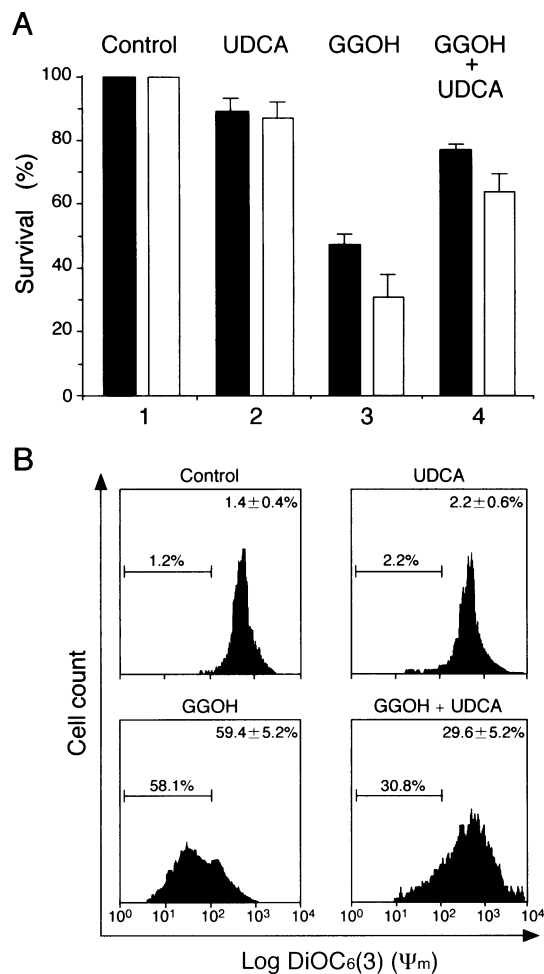 A
Control
UDCA
GGOH
GGOH
+
UDCA
Survival (%)
100
80
60
40
20
0
1
2
3
4
B
Control
1.4±0.4%
1.2%
UDCA
2.2±0.6%
2.2%
Cell count
GGOH
59.4±5.2%
58.1%
GGOH + UDCA
29.6±5.2%
30.8%
10⁰ 10¹ 10² 10³ 10⁴
10⁰ 10¹ 10² 10³ 10⁴
Log DiOC₆(3) (Ψₘ)